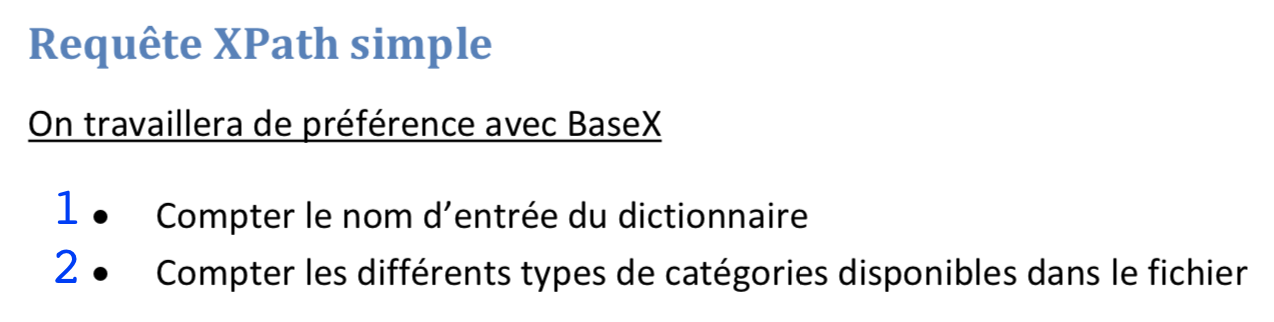 Requête XPath simple
On travaillera de préférence avec BaseX
1 • Compter le nom d’entrée du dictionnaire
2 • Compter les différents types de catégories disponibles dans le fichier